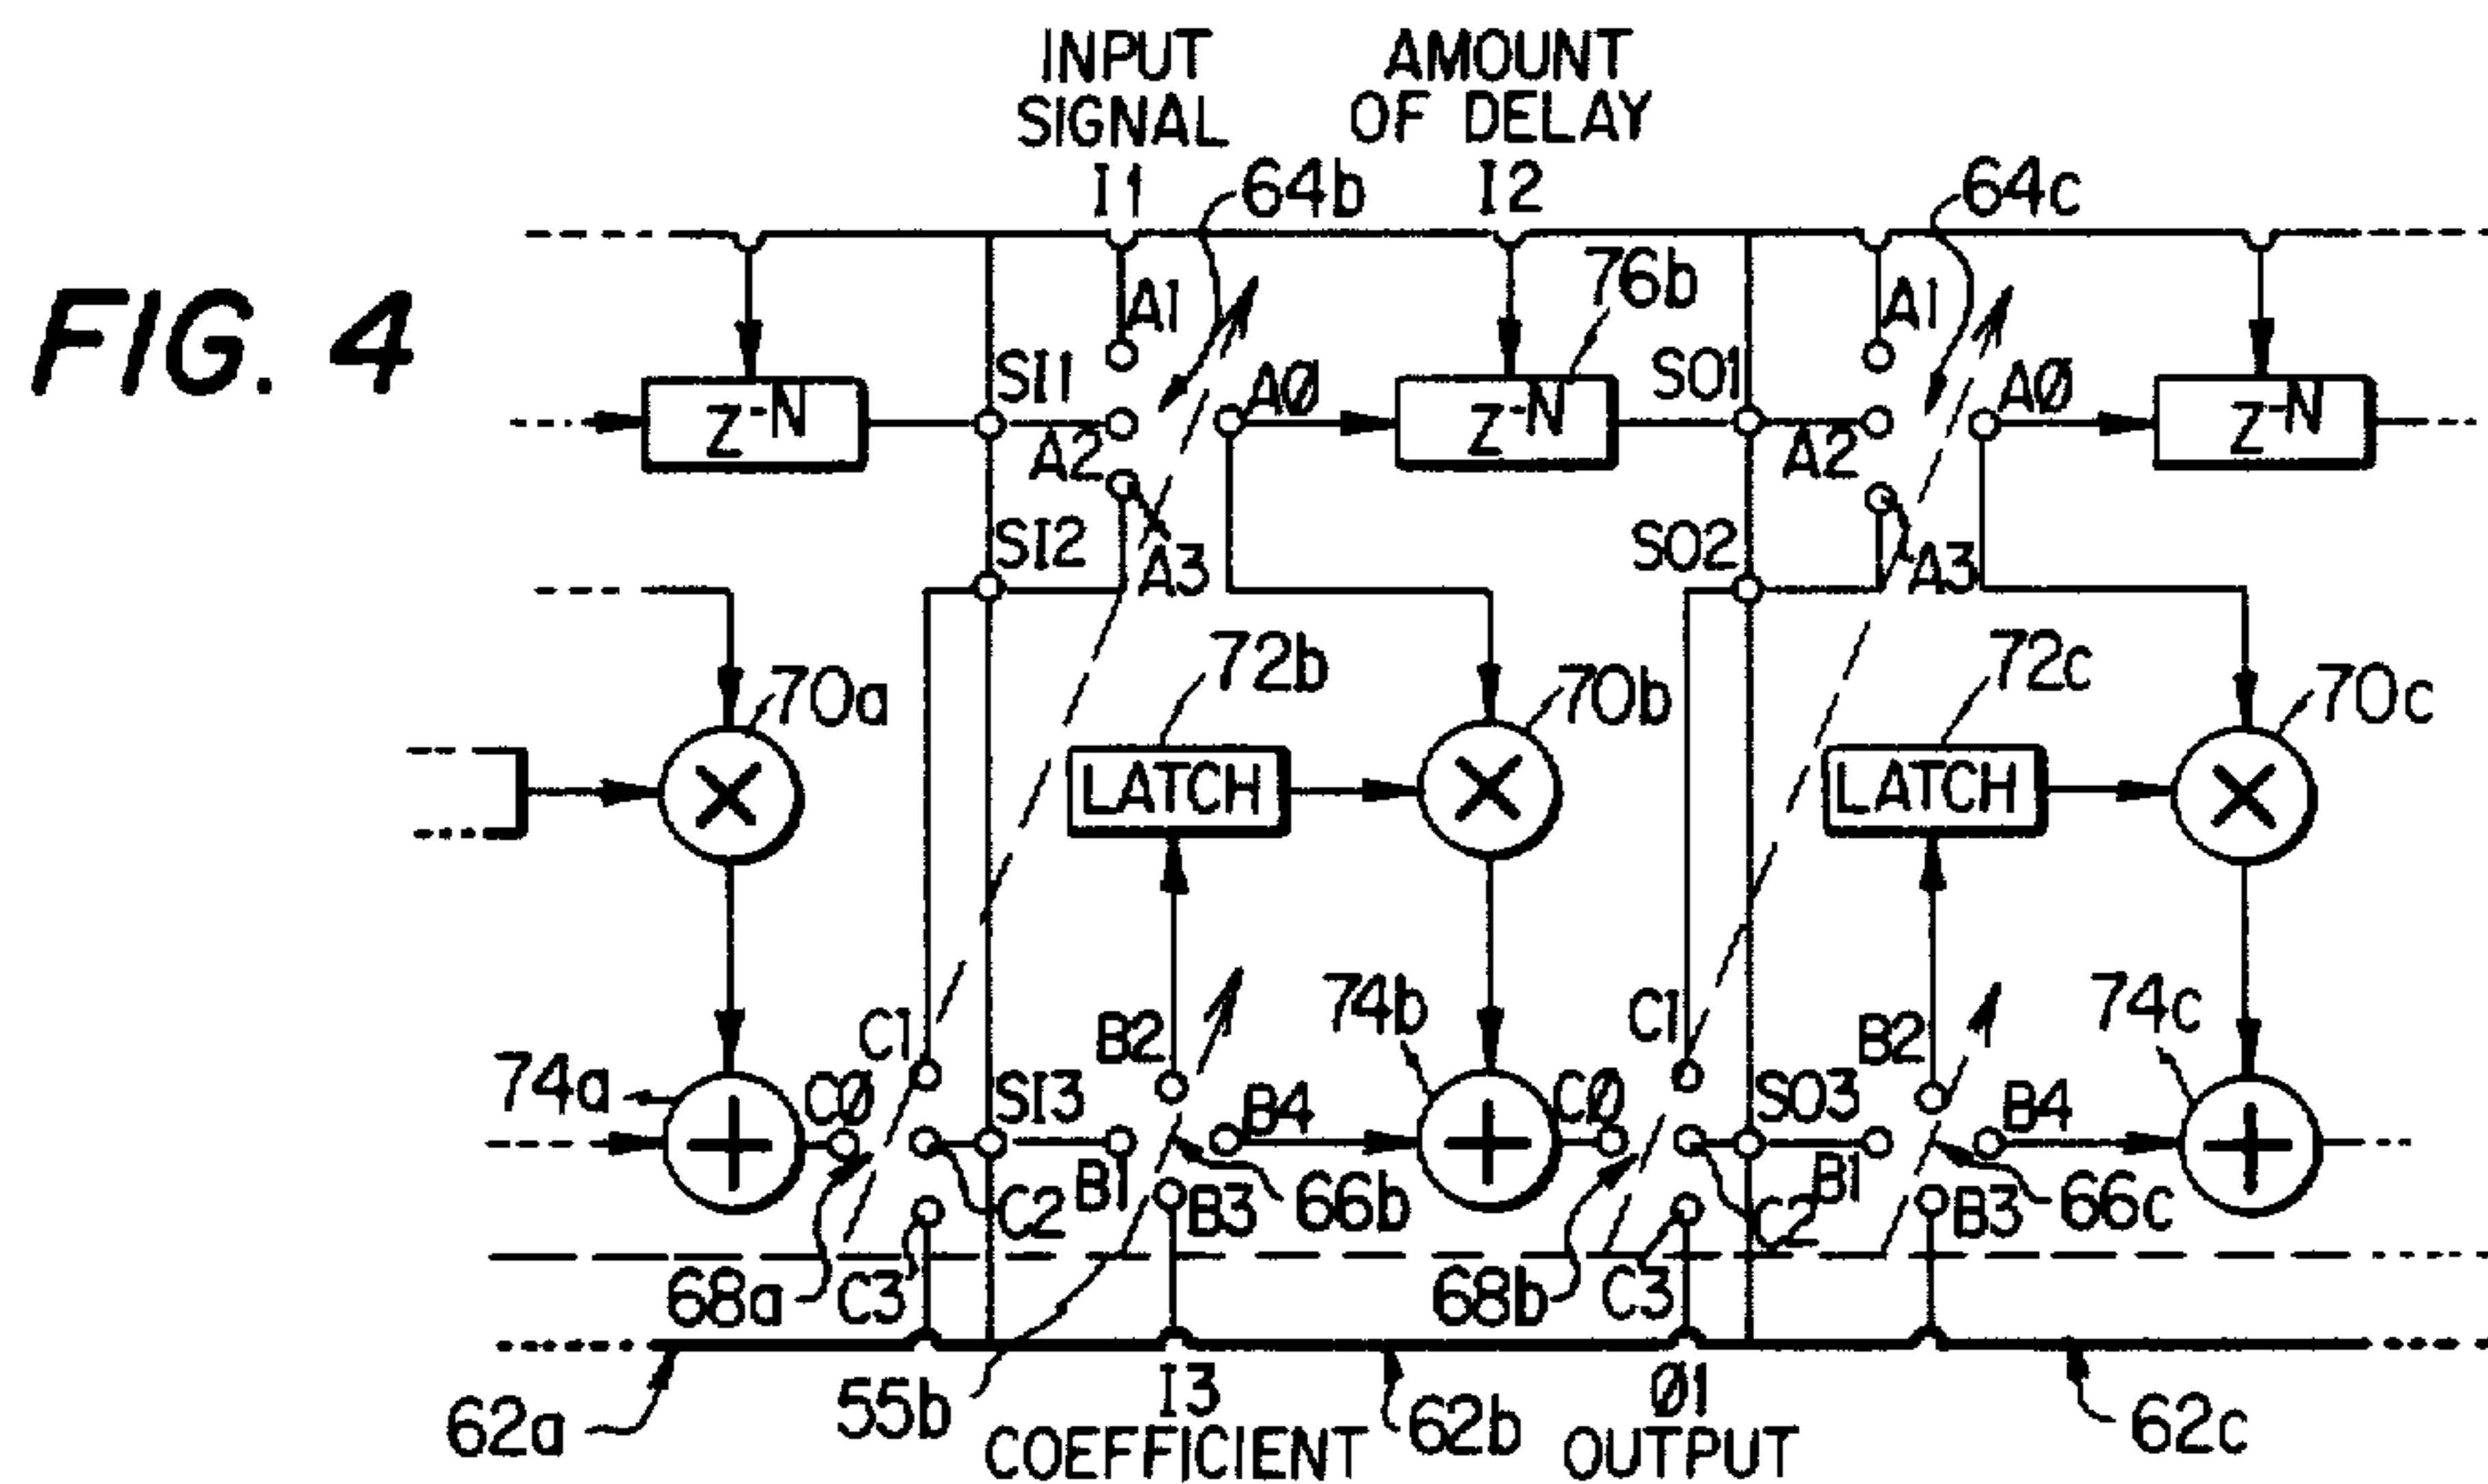 INPUT AMOUNT
SIGNAL OF DELAY
I1 64b I2 64c
FIG. 4
76b
A1 A1
SI1 AØ SO1 AØ
Z-N Z-N Z-N
A2 A2
SI2 A3 SO2 A3
70a 72b 70b 72c 70c
× LATCH × LATCH ×
C1 B2 74b C1 B2 74c
74a CØ SI3 B4 CØ SO3 B4
+ + +
C2 B1 B3 66b C2 B1 B3 66c
68a C3 68b C3
62a 55b I3 62b Ø1 62c
COEFFICIENT OUTPUT